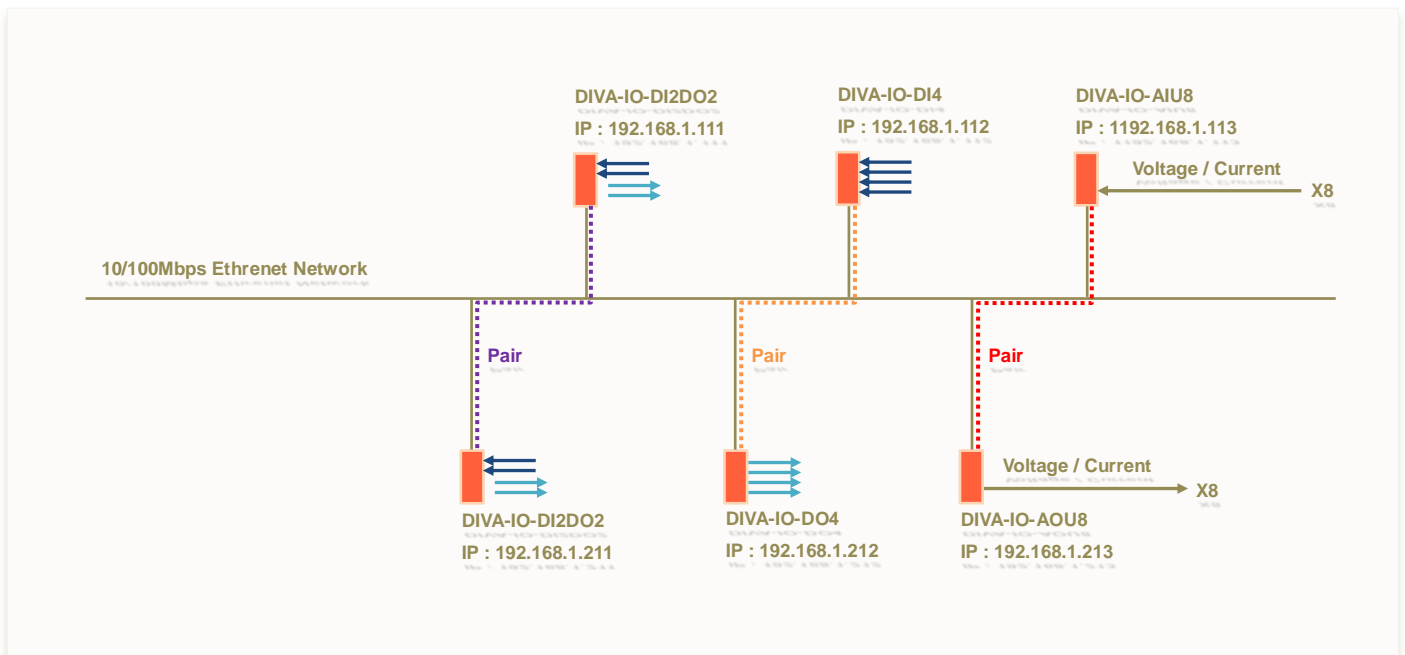 DIVA-IO-DI2DO2
IP : 192.168.1.111
DIVA-IO-DI4
IP : 192.168.1.112
DIVA-IO-AIU8
IP : 1192.168.1.113
Voltage / Current
X8
10/100Mbps Ethrenet Network
Pair
Pair
Pair
Voltage / Current
X8
DIVA-IO-DI2DO2
IP : 192.168.1.211
DIVA-IO-DO4
IP : 192.168.1.212
DIVA-IO-AOU8
IP : 192.168.1.213